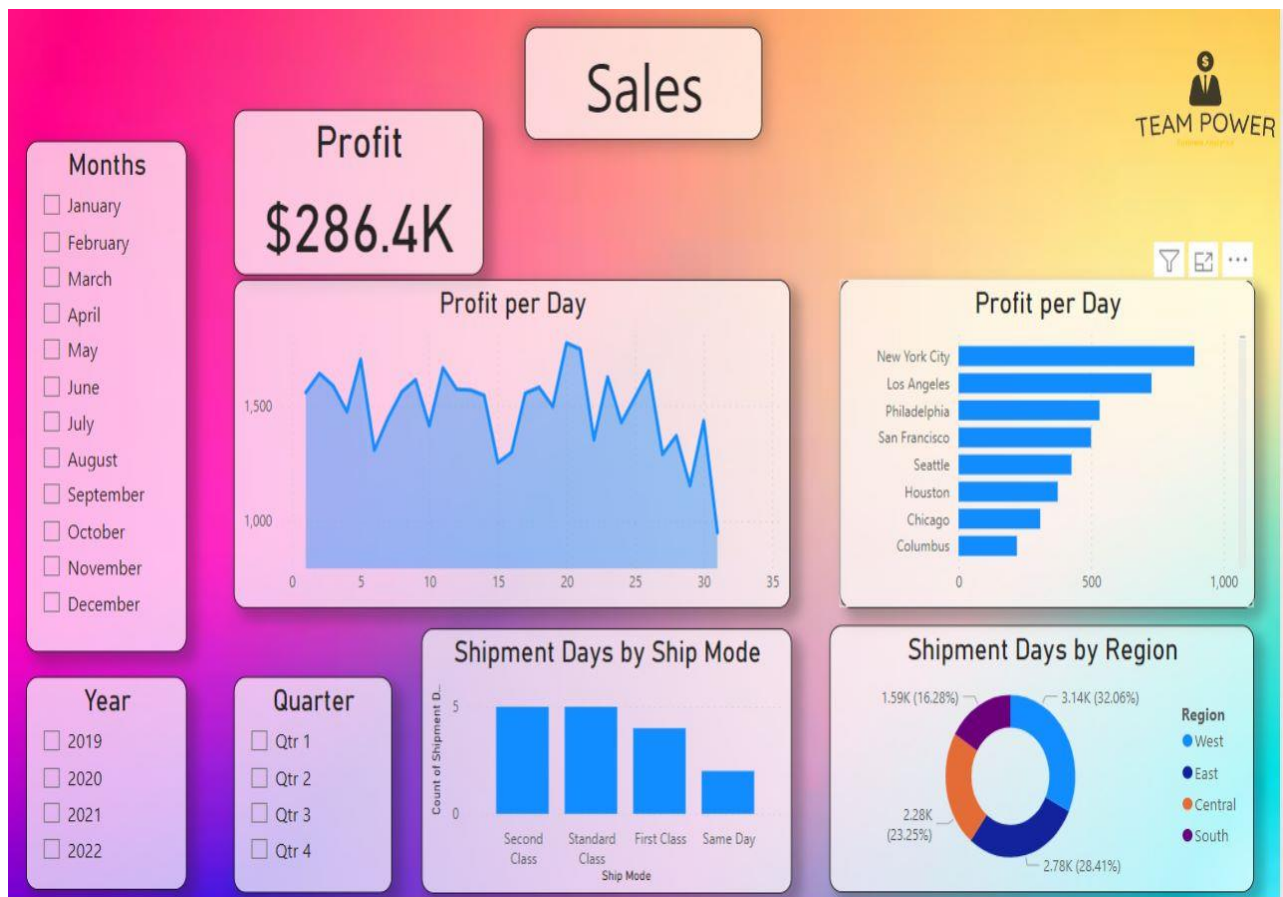 Sales
TEAM POWER
Profit
$286.4K
Months
January
February
March
April
May
June
July
August
September
October
November
December
Profit per Day
1,500
1,000
0 5 10 15 20 25 30 35
Profit per Day
New York City
Los Angeles
Philadelphia
San Francisco
Seattle
Houston
Chicago
Columbus
0 500 1,000
Year
2019
2020
2021
2022
Quarter
Qtr 1
Qtr 2
Qtr 3
Qtr 4
Shipment Days by Ship Mode
Count of Shipment D...
5
0
Second Class
Standard Class
First Class
Same Day
Ship Mode
Shipment Days by Region
1.59K (16.28%)
3.14K (32.06%)
2.28K
(23.25%)
2.78K (28.41%)
Region
West
East
Central
South